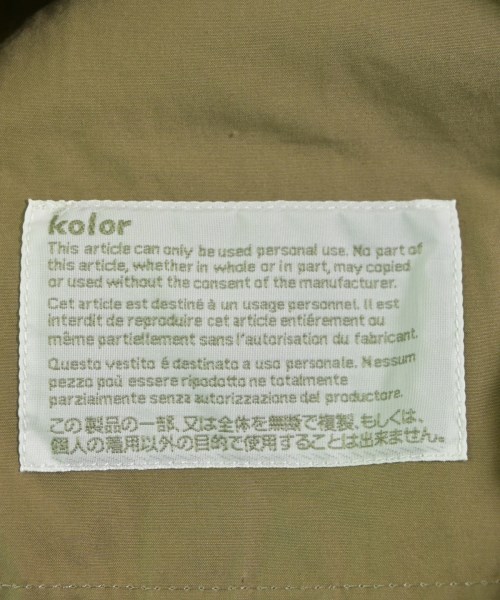 kolor
This article can only be used personal use. No part of
this article, whether in whole or in part, may copied
or used without the consent of the manufacturer.
Cet article est destiné à un usage personnel. Il est
interdit de reproduire cet article entiérement ou
même partiellement sans l'autorisation du fabricant.
Questo vestito é destinato a uso personale. Nessum
pezzo paù essere ripodotto ne totalmente
parziaimente senza autorizzazione del productore.
この製品の一部、又は全体を無断で複製、もしくは、
個人の着用以外の目的で使用することは出来ません。